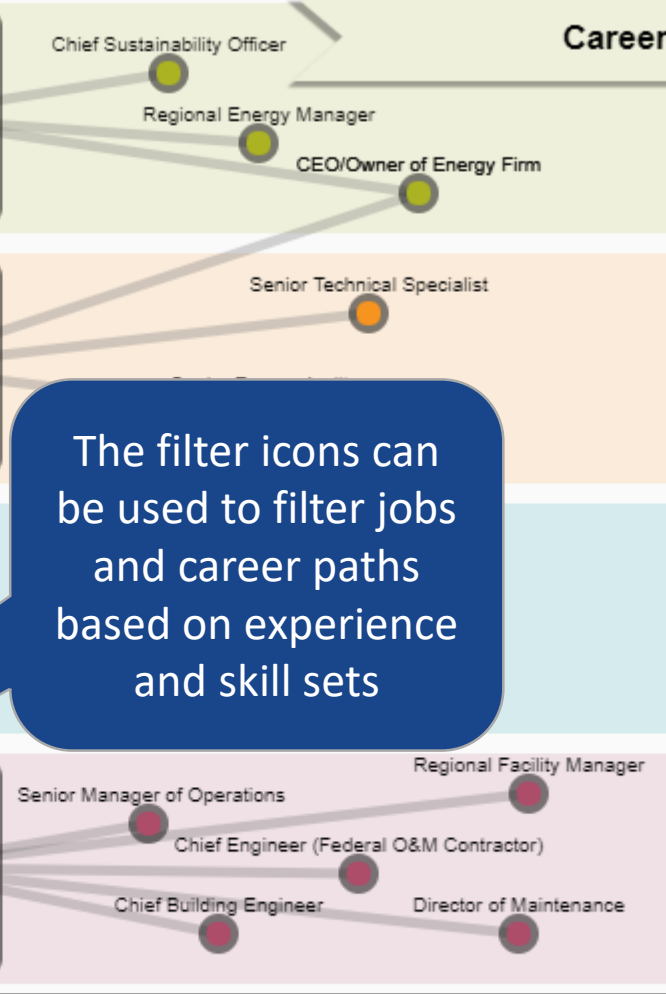 Career
Chief Sustainability Officer
Regional Energy Manager
CEO/Owner of Energy Firm
Senior Technical Specialist
The filter icons can
be used to filter jobs
and career paths
based on experience
and skill sets
Regional Facility Manager
Senior Manager of Operations
Chief Engineer (Federal O&M Contractor)
Chief Building Engineer
Director of Maintenance